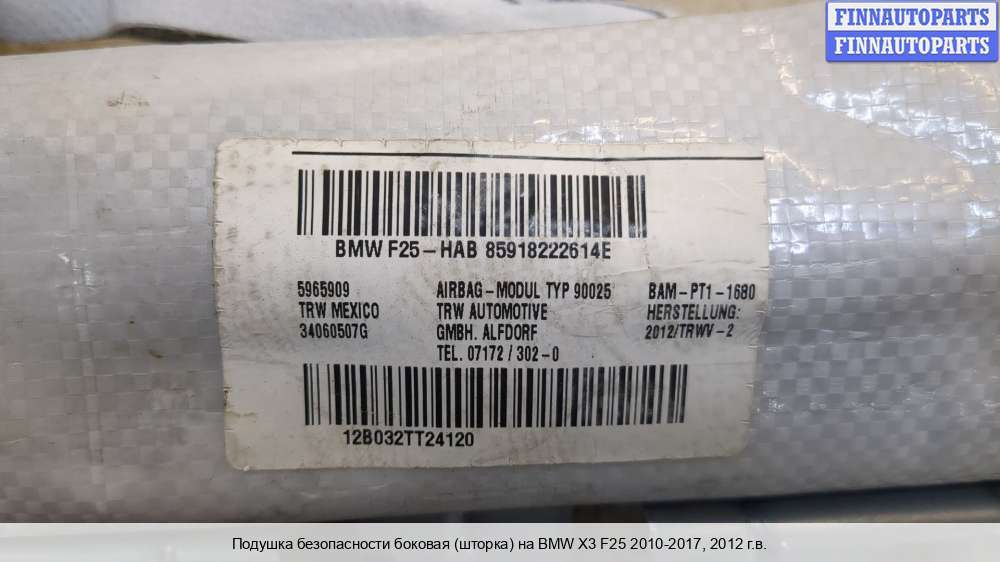 FINNAUTOPARTS
FINNAUTOPARTS
BMW F25-HAB 85918222614E
5965909 AIRBAG-MODUL TYP 90025 BAM-PT1-1680
TRW MEXICO TRW AUTOMOTIVE HERSTELLUNG:
34060507G GMBH. ALFDORF 2012/TRWV-2
TEL. 07172/302-0
12B032TT24120
Подушка безопасности боковая (шторка) на BMW X3 F25 2010-2017, 2012 г.в.